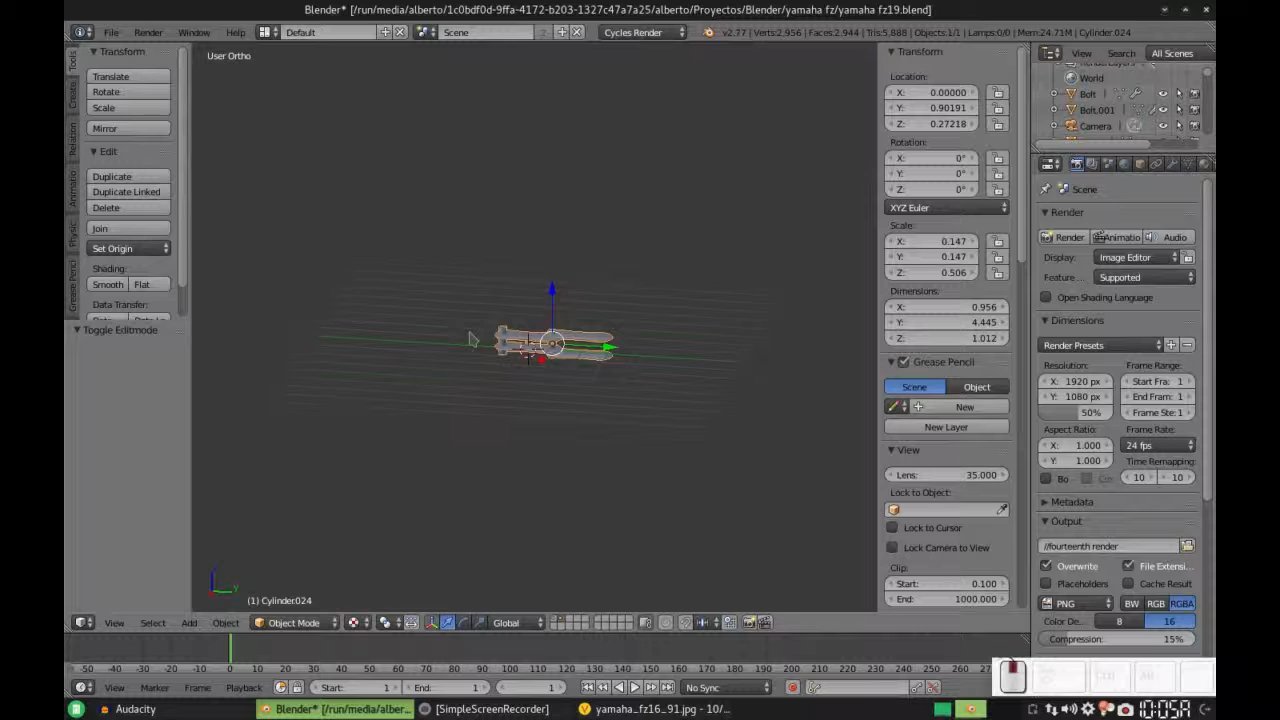 Blender* [/run/media/alberto/1c0bdf0d-9ffa-4172-b203-1327c47a7a25/alberto/Proyectos/Blender/yamaha fz/yamaha fz19.blend]
File Render Window Help Default Scene 2 Cycles Render v2.77 | Verts:2,956 | Faces:2,944 | Tris:5,888 | Objects:1/1 | Lamps:0/0 | Mem:24.71M | Cylinder.024
Transform
Translate
Rotate
Scale
Mirror
Edit
Duplicate
Duplicate Linked
Delete
Join
Set Origin
Shading:
Smooth Flat
Data Transfer:
Toggle Editmode
Tools
Create
Relation
Animatio
Physic
Grease Penci
User Ortho
(1) Cylinder.024
Transform
Location:
X: 0.00000
Y: 0.90191
Z: 0.27218
Rotation:
X: 0°
Y: 0°
Z: 0°
XYZ Euler
Scale:
X: 0.147
Y: 0.147
Z: 0.506
Dimensions:
X: 0.956
Y: 4.445
Z: 1.012
Grease Pencil
Scene Object
New
New Layer
View
Lens: 35.000
Lock to Object:
Lock to Cursor
Lock Camera to View
Clip:
Start: 0.100
End: 1000.000
View Search All Scenes
World
Bolt
Bolt.001
Camera
Scene
Render
Render Animatio Audio
Display: Image Editor
Feature ... Supported
Open Shading Language
Dimensions
Render Presets
Resolution: Frame Range:
X: 1920 px Start Fra: 1
Y: 1080 px End Fram: 1
50% Frame Ste: 1
Aspect Ratio: Frame Rate:
X: 1.000 24 fps
Y: 1.000 Time Remapping:
Bo 10 10
Metadata
Output
//fourteenth render
Overwrite File Extensi...
Placeholders Cache Result
PNG BW RGB RGBA
Color De... 8 16
Compression: 15%
View Select Add Object Object Mode Global
-50 -40 -30 -20 -10 0 10 20 30 40 50 60 70 80 90 100 110 120 130 140 150 160 170 180 190 200 210 220 230 240 250 260
View Marker Frame Playback Start: 1 End: 1 1 No Sync
Audacity Blender* [/run/media/alber... [SimpleScreenRecorder] yamaha_fz16_91.jpg - 10/...